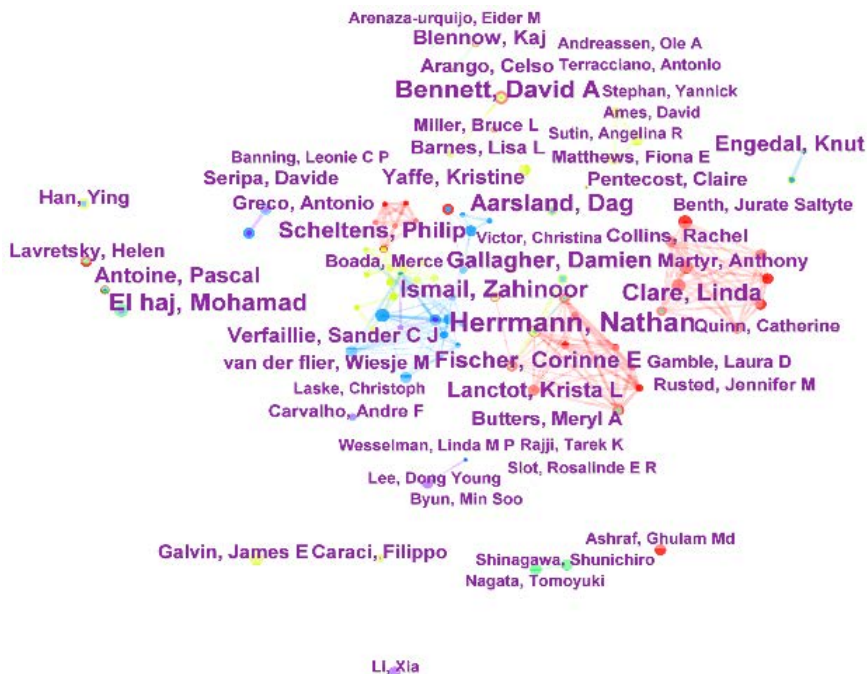 Arenaza-urquijo, Eider M
Blennow, Kaj
Andreassen, Ole A
Arango, Celso
Terracciano, Antonio
Bennett, David A
Stephan, Yannick
Ames, David
Miller, Bruce L
Sutin, Angelina R
Barnes, Lisa L
Engedal, Knut
Banning, Leonie C P
Matthews, Fiona E
Seripa, Davide
Yaffe, Kristine
Pentecost, Claire
Han, Ying
Greco, Antonio
Aarsland, Dag
Benth, Jurate Saltyte
Scheltens, Philip
Victor, Christina
Collins, Rachel
Lavretsky, Helen
Boada, Merce
Gallagher, Damien
Martyr, Anthony
Antoine, Pascal
Ismail, Zahinoor
Clare, Linda
El haj, Mohamad
Herrmann, Nathan
Quinn, Catherine
Verfaillie, Sander C J
van der flier, Wiesje M
Fischer, Corinne E
Gamble, Laura D
Laske, Christoph
Lanctot, Krista L
Rusted, Jennifer M
Carvalho, Andre F
Butters, Meryl A
Wesselman, Linda M P
Rajji, Tarek K
Slot, Rosalinde E R
Lee, Dong Young
Byun, Min Soo
Ashraf, Ghulam Md
Galvin, James E
Caraci, Filippo
Shinagawa, Shunichiro
Nagata, Tomoyuki
LI, Xia